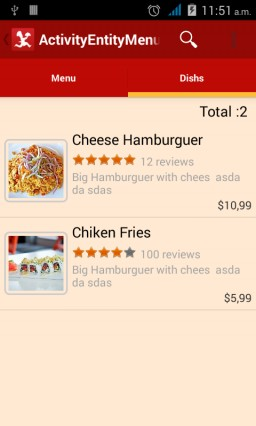 11:51 a.m.
ActivityEntityMenu
Menu
Dishs
Total :2
Cheese Hamburguer
12 reviews
Big Hamburguer with chees asda
da sdas
$10,99
Chiken Fries
100 reviews
Big Hamburguer with chees asda
da sdas
$5,99